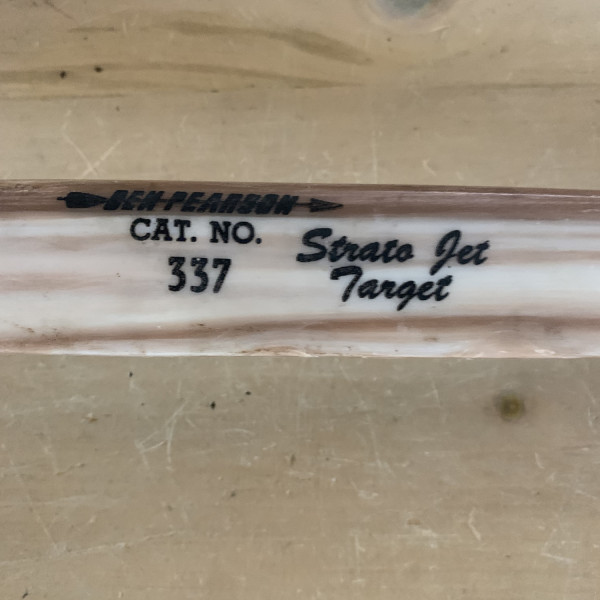 BEN PEARSON
CAT. NO.
337
Strato Jet
Target